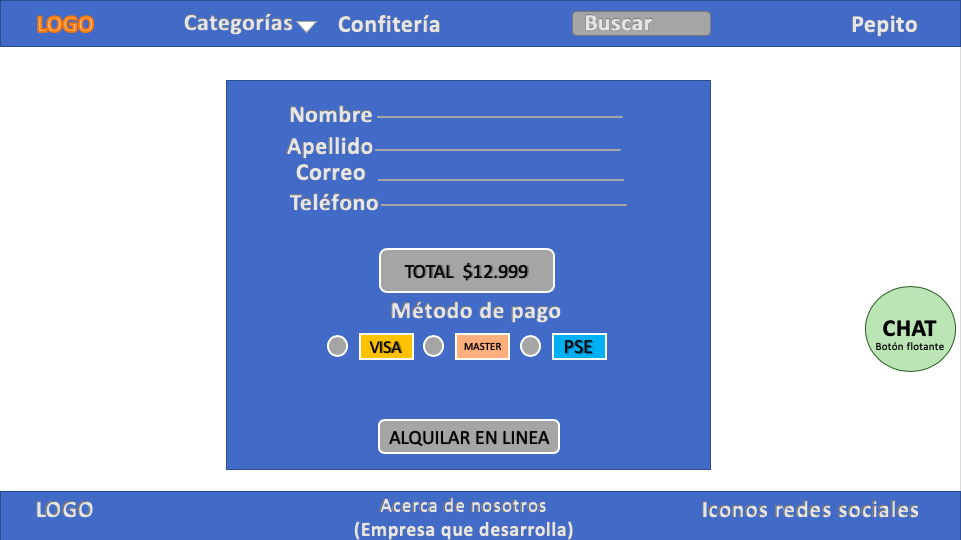 LOGO Categorías Confitería Buscar Pepito
Nombre
Apellido
Correo
Teléfono
TOTAL $12.999
Método de pago
VISA MASTER PSE
CHAT
Botón flotante
ALQUILAR EN LINEA
LOGO Acerca de nosotros Iconos redes sociales
(Empresa que desarrolla)